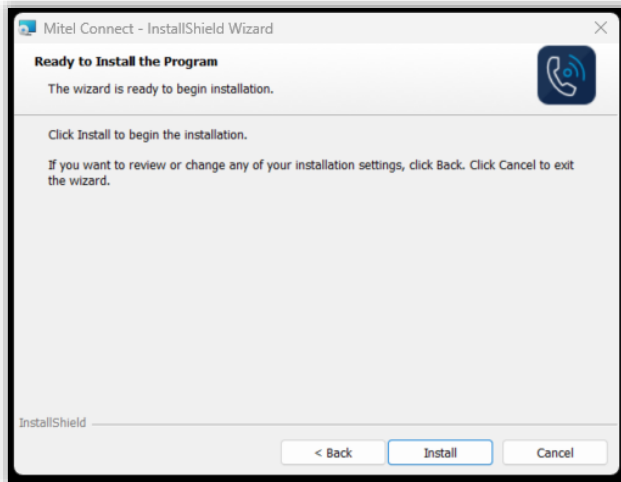 Mitel Connect - InstallShield Wizard
Ready to Install the Program
The wizard is ready to begin installation.
Click Install to begin the installation.
If you want to review or change any of your installation settings, click Back. Click Cancel to exit
the wizard.
InstallShield
< Back
Install
Cancel